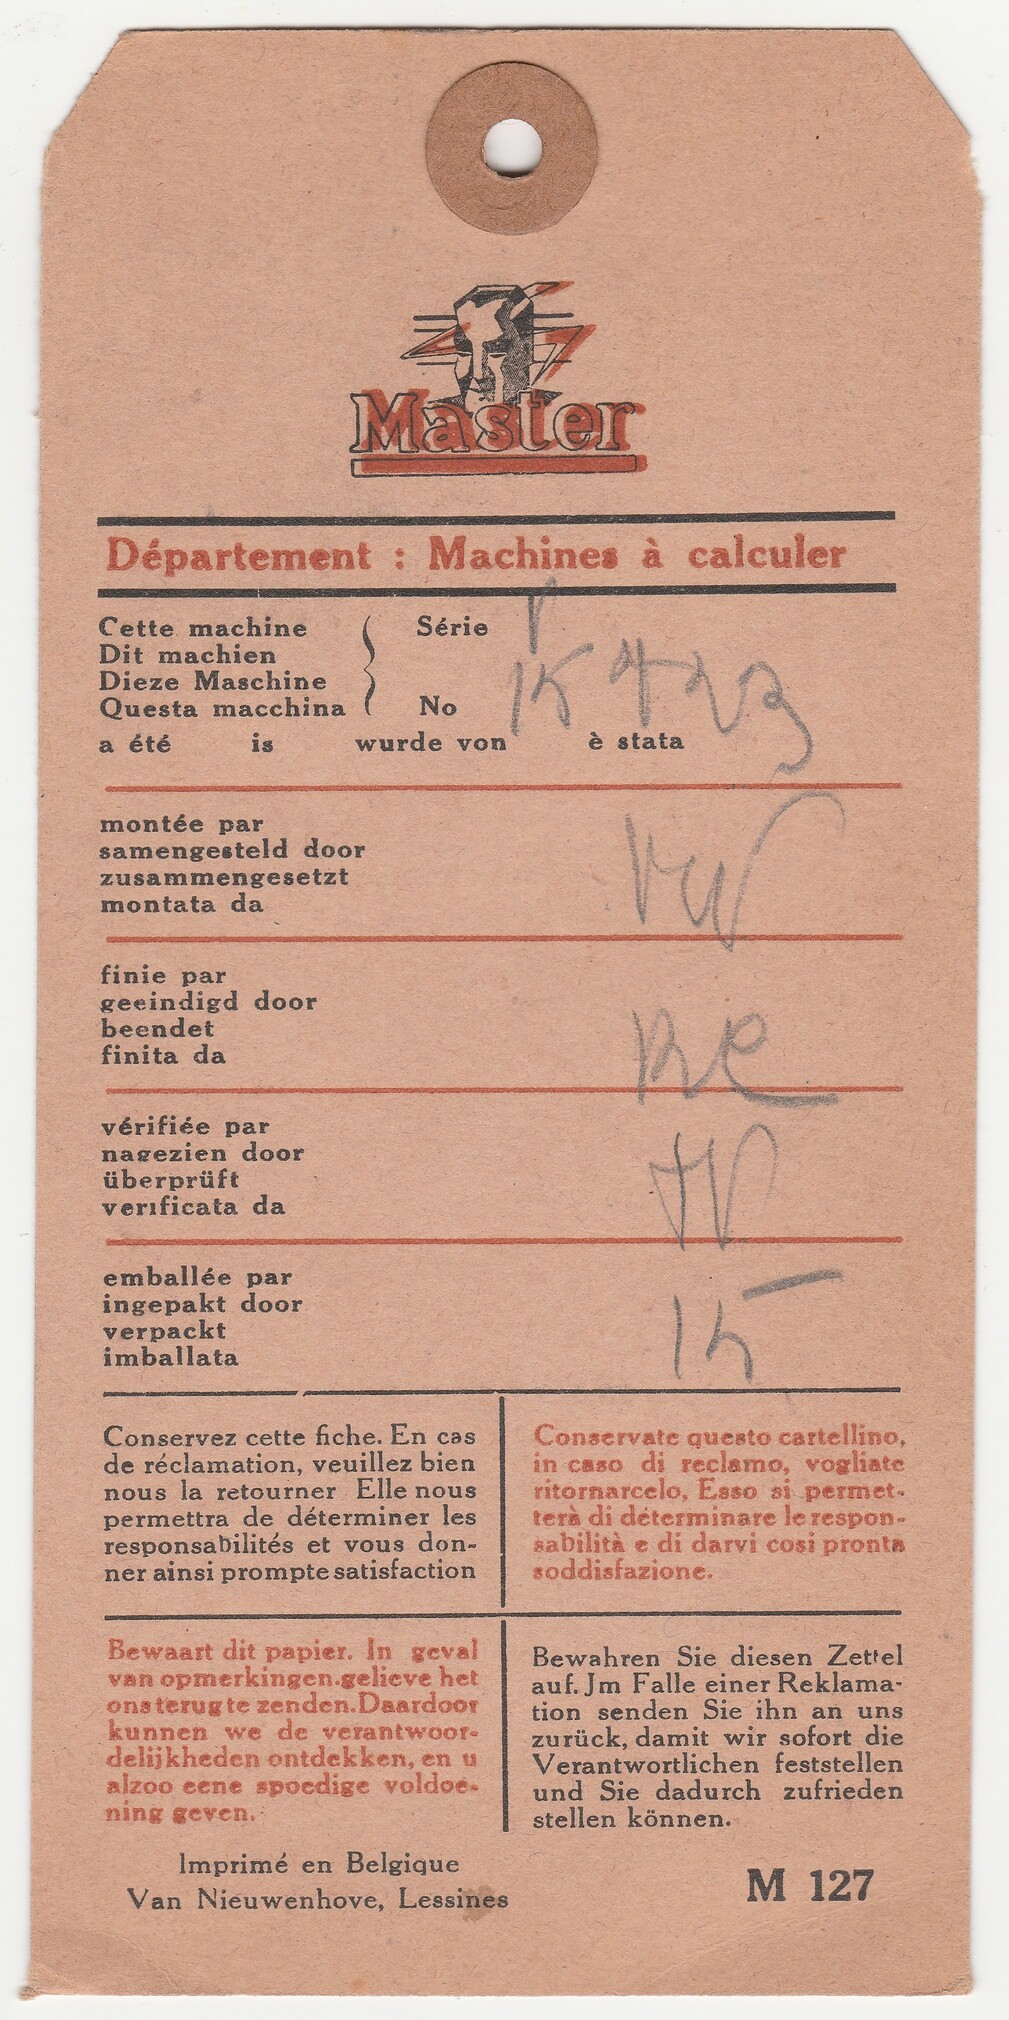 Master
Département : Machines à calculer
Cette machine
Dit machien
Dieze Maschine
Questa macchina
Série
No
a été is wurde von è stata
montée par
samengesteld door
zusammengesetzt
montata da
finie par
geeindigd door
beendet
finita da
vérifiée par
nagezien door
überprüft
verificata da
emballée par
ingepakt door
verpackt
imballata
Conservez cette fiche. En cas
de réclamation, veuillez bien
nous la retourner Elle nous
permettra de déterminer les
responsabilités et vous don-
ner ainsi prompte satisfaction
Conservate questo cartellino,
in caso di reclamo, vogliate
ritornarcelo, Esso si permet-
terà di déterminare le respon-
sabilità e di darvi cosi pronta
soddisfazione.
Bewaart dit papier. In geval
van opmerkingen.gelieve het
ons terug te zenden.Daardoor
kunnen we de verantwoor-
delijkheden ontdekken, en u
alzoo eene spoedige voldoe-
ning geven.
Bewahren Sie diesen Zettel
auf. Jm Falle einer Reklama-
tion senden Sie ihn an uns
zurück, damit wir sofort die
Verantwortlichen feststellen
und Sie dadurch zufrieden
stellen können.
Imprimé en Belgique
Van Nieuwenhove, Lessines
M 127